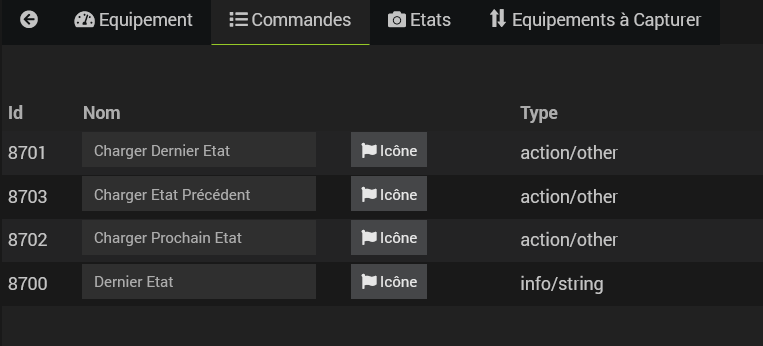 Equipement Commandes Etats Equipements à Capturer
Id Nom Type
8701 Charger Dernier Etat Icône action/other
8703 Charger Etat Précédent Icône action/other
8702 Charger Prochain Etat Icône action/other
8700 Dernier Etat Icône info/string